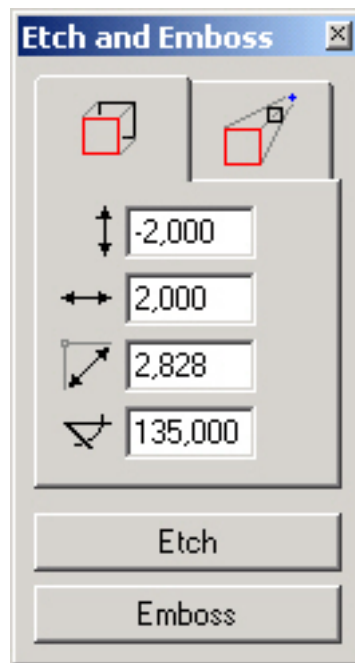 Etch and Emboss
-2,000
2,000
2,828
135,000
Etch
Emboss